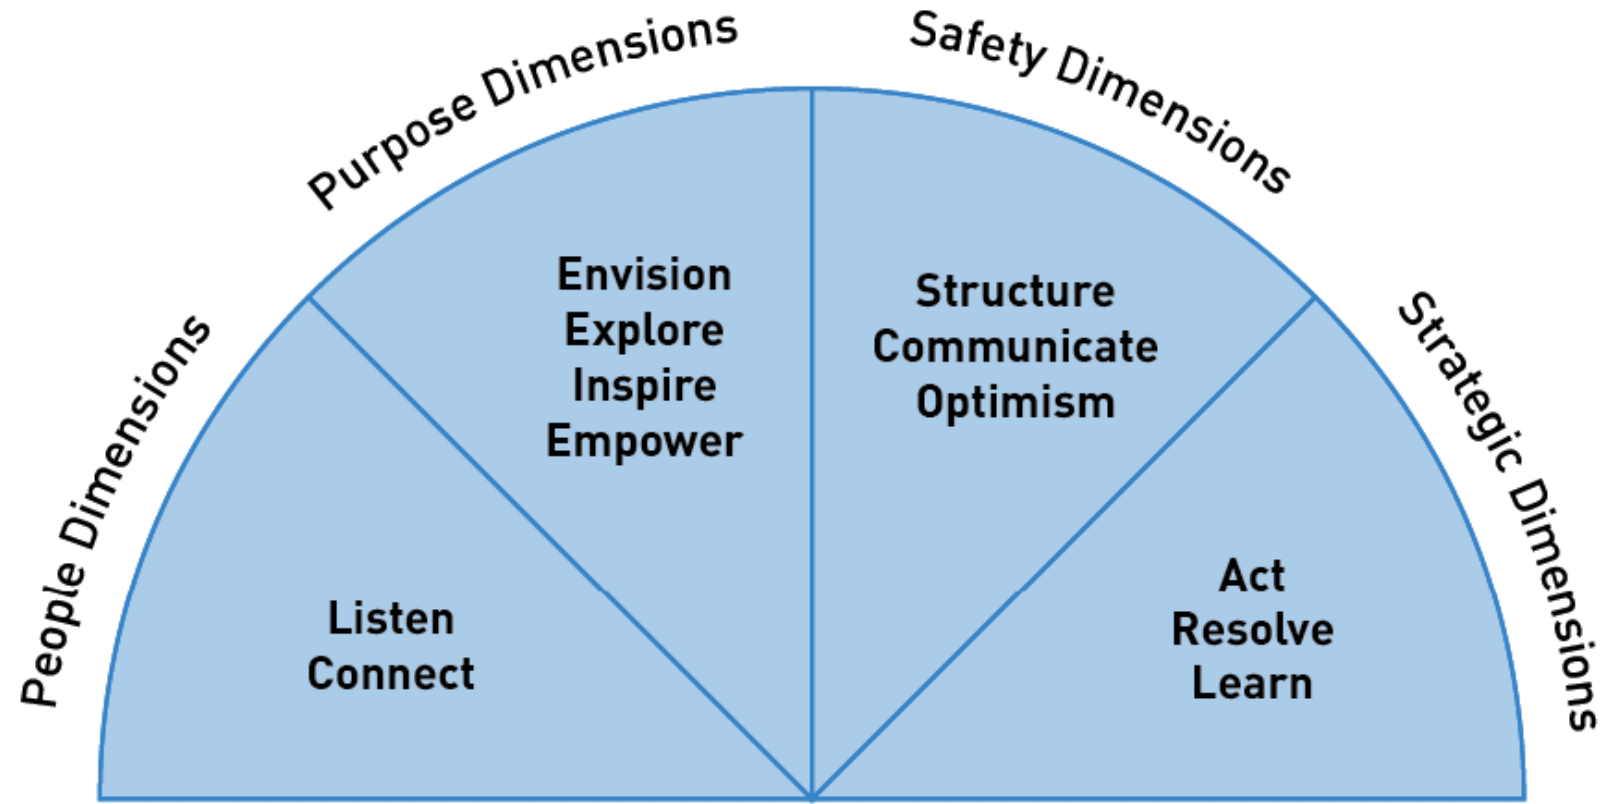 People Dimensions
Listen
Connect
Purpose Dimensions
Envision
Explore
Inspire
Empower
Safety Dimensions
Structure
Communicate
Optimism
Strategic Dimensions
Act
Resolve
Learn